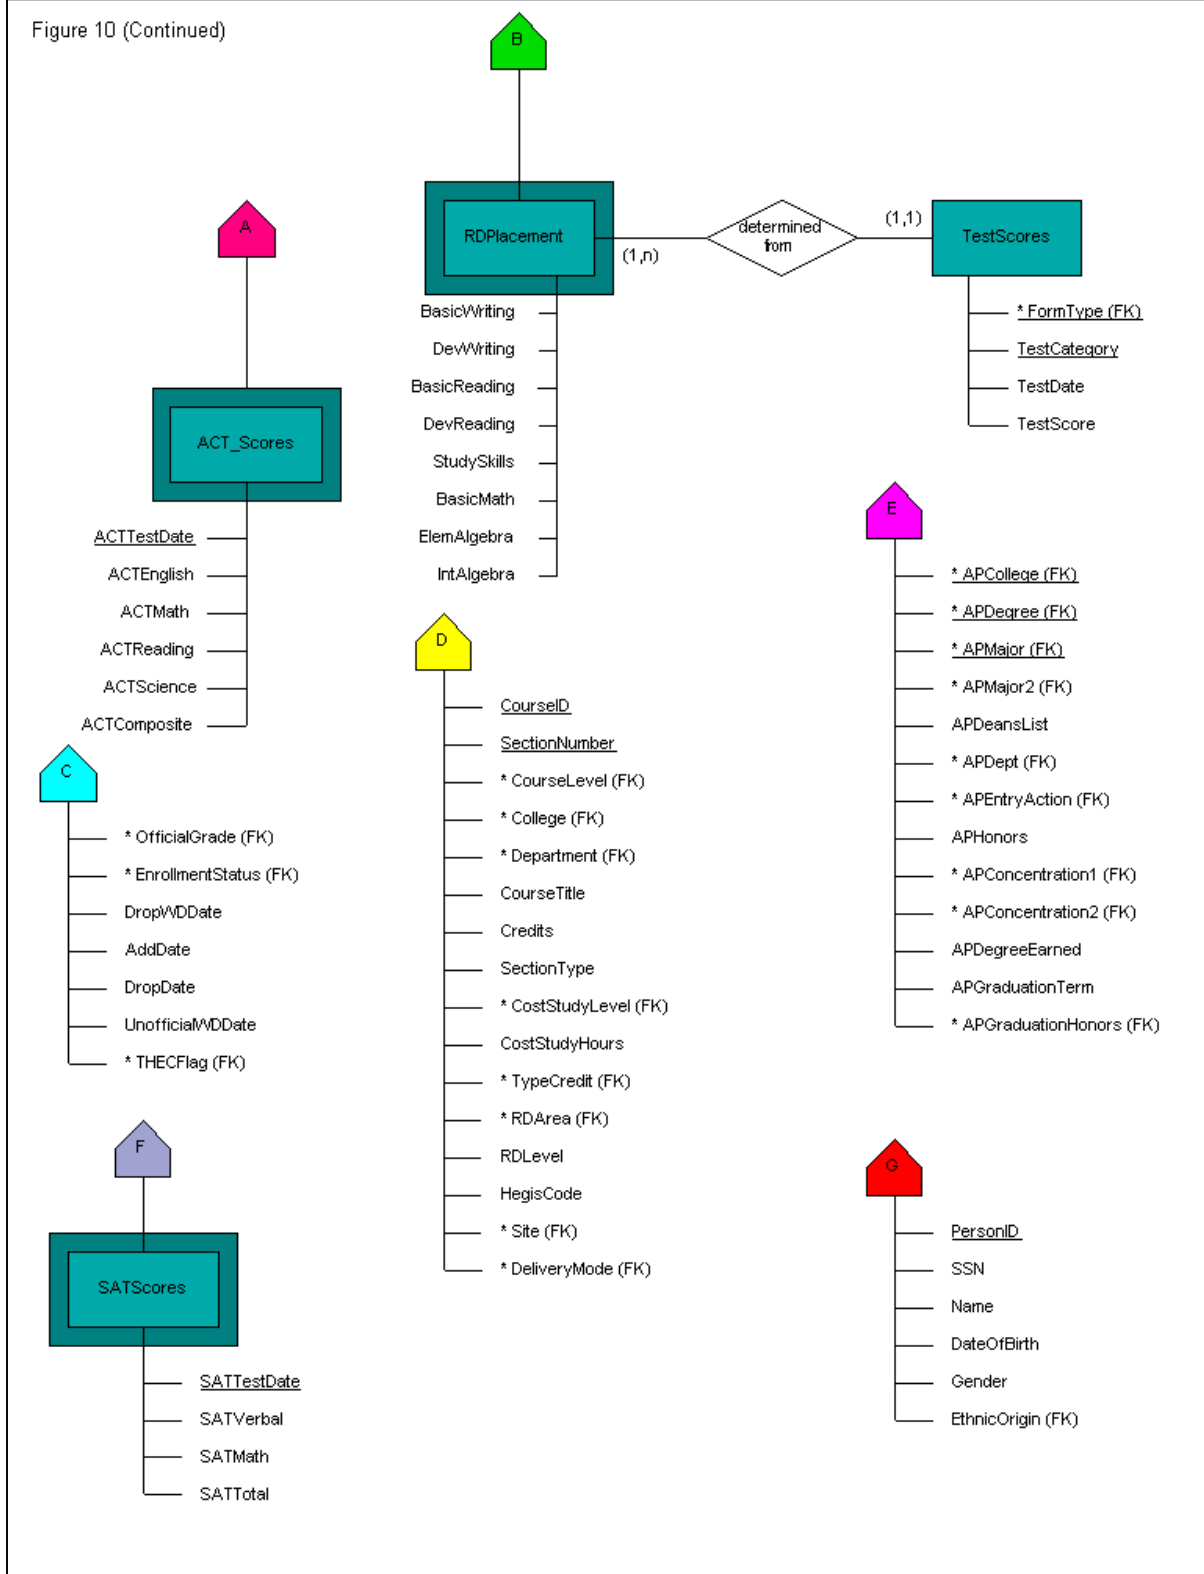 Figure 10 (Continued)
B
A
RDPlacement
(1,n)
determined
from
(1,1)
TestScores
* FormType (FK)
TestCategory
TestDate
TestScore
BasicWriting
DevWriting
BasicReading
DevReading
StudySkills
BasicMath
ElemAlgebra
IntAlgebra
ACT_Scores
ACTTestDate
ACTEnglish
ACTMath
ACTReading
ACTScience
ACTComposite
E
* APCollege (FK)
* APDegree (FK)
* APMajor (FK)
* APMajor2 (FK)
APDeansList
* APDept (FK)
* APEntryAction (FK)
APHonors
* APConcentration1 (FK)
* APConcentration2 (FK)
APDegreeEarned
APGraduationTerm
* APGraduationHonors (FK)
D
CourseID
SectionNumber
* CourseLevel (FK)
* College (FK)
* Department (FK)
CourseTitle
Credits
SectionType
* CostStudyLevel (FK)
CostStudyHours
* TypeCredit (FK)
* RDArea (FK)
RDLevel
HegisCode
* Site (FK)
* DeliveryMode (FK)
C
* OfficialGrade (FK)
* EnrollmentStatus (FK)
DropWDDate
AddDate
DropDate
UnofficialWDDate
* THECFlag (FK)
F
SATScores
SATTestDate
SATVerbal
SATMath
SATTotal
G
PersonID
SSN
Name
DateOfBirth
Gender
EthnicOrigin (FK)